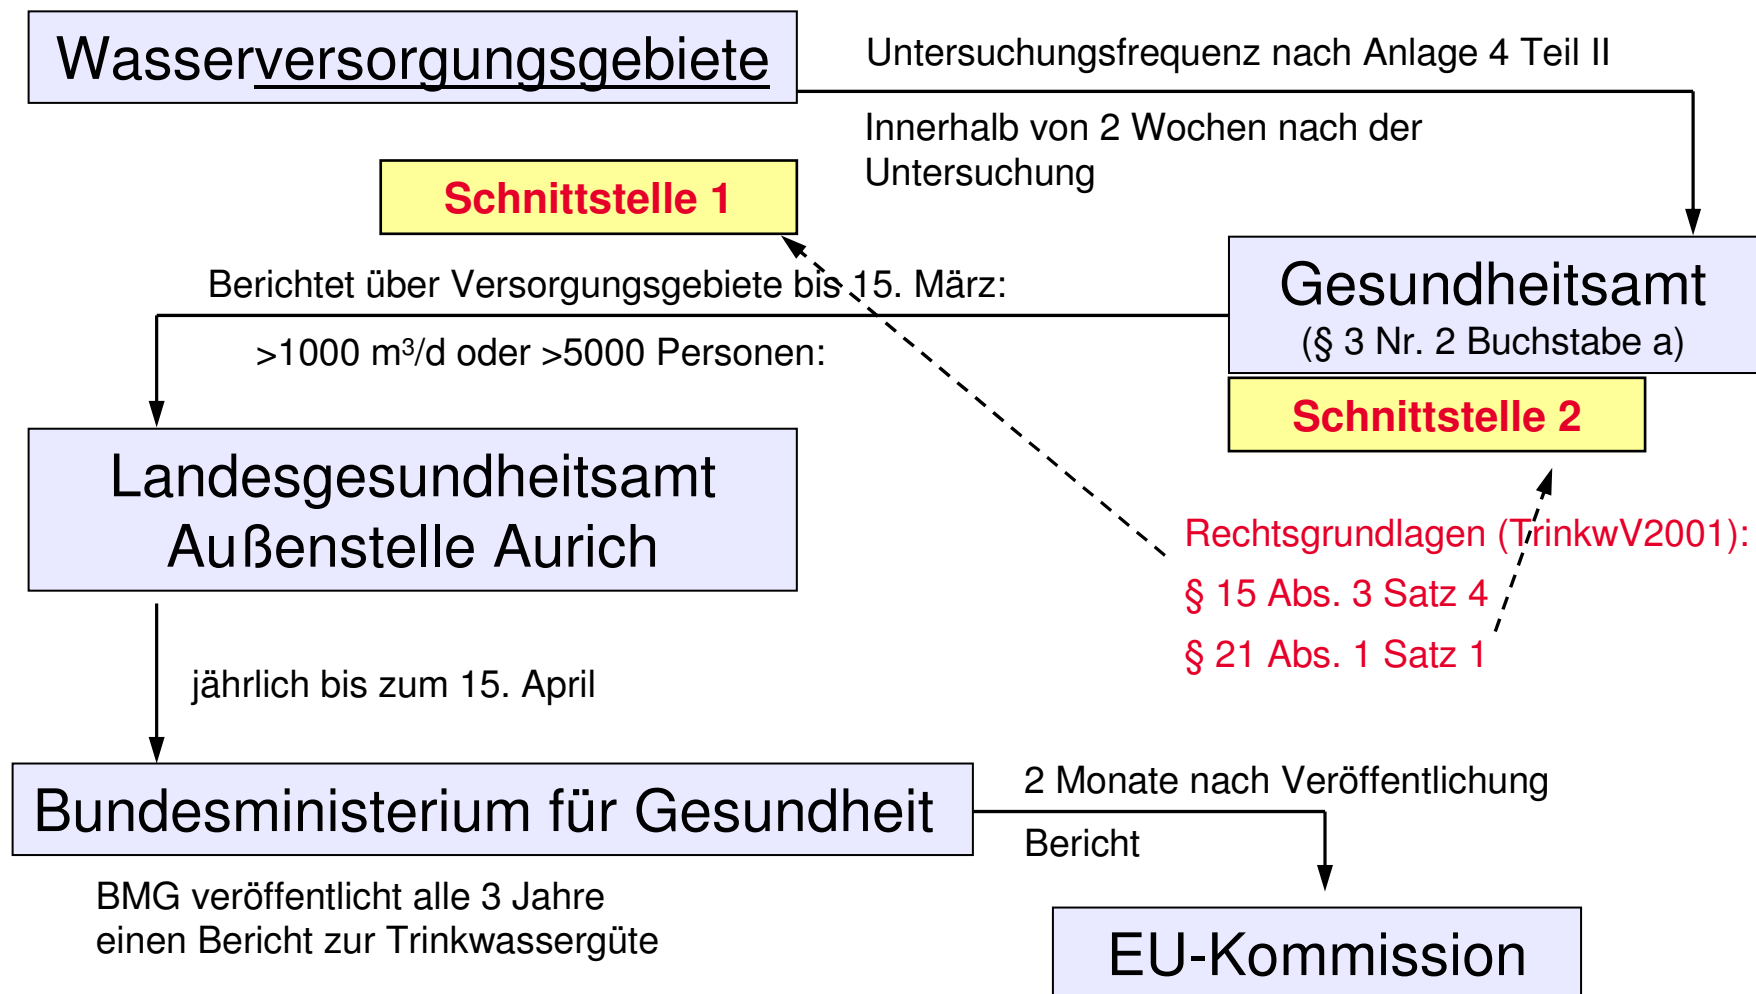 Wasserversorgungsgebiete
Untersuchungsfrequenz nach Anlage 4 Teil II
Innerhalb von 2 Wochen nach der
Untersuchung
Schnittstelle 1
Berichtet über Versorgungsgebiete bis 15. März:
>1000 m³/d oder >5000 Personen:
Gesundheitsamt
(§ 3 Nr. 2 Buchstabe a)
Schnittstelle 2
Landesgesundheitsamt
Außenstelle Aurich
Rechtsgrundlagen (TrinkwV2001):
§ 15 Abs. 3 Satz 4
§ 21 Abs. 1 Satz 1
jährlich bis zum 15. April
Bundesministerium für Gesundheit
2 Monate nach Veröffentlichung
Bericht
BMG veröffentlicht alle 3 Jahre
einen Bericht zur Trinkwassergüte
EU-Kommission